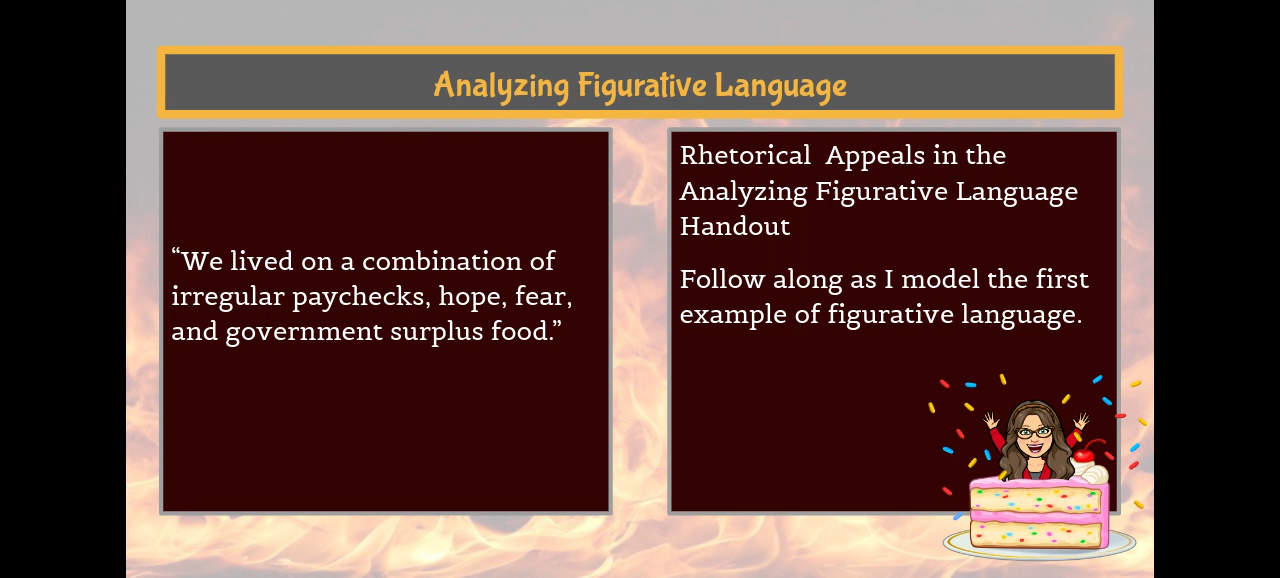 Analyzing Figurative Language
“We lived on a combination of
irregular paychecks, hope, fear,
and government surplus food.”
Rhetorical  Appeals in the
Analyzing Figurative Language
Handout
Follow along as I model the first
example of figurative language.